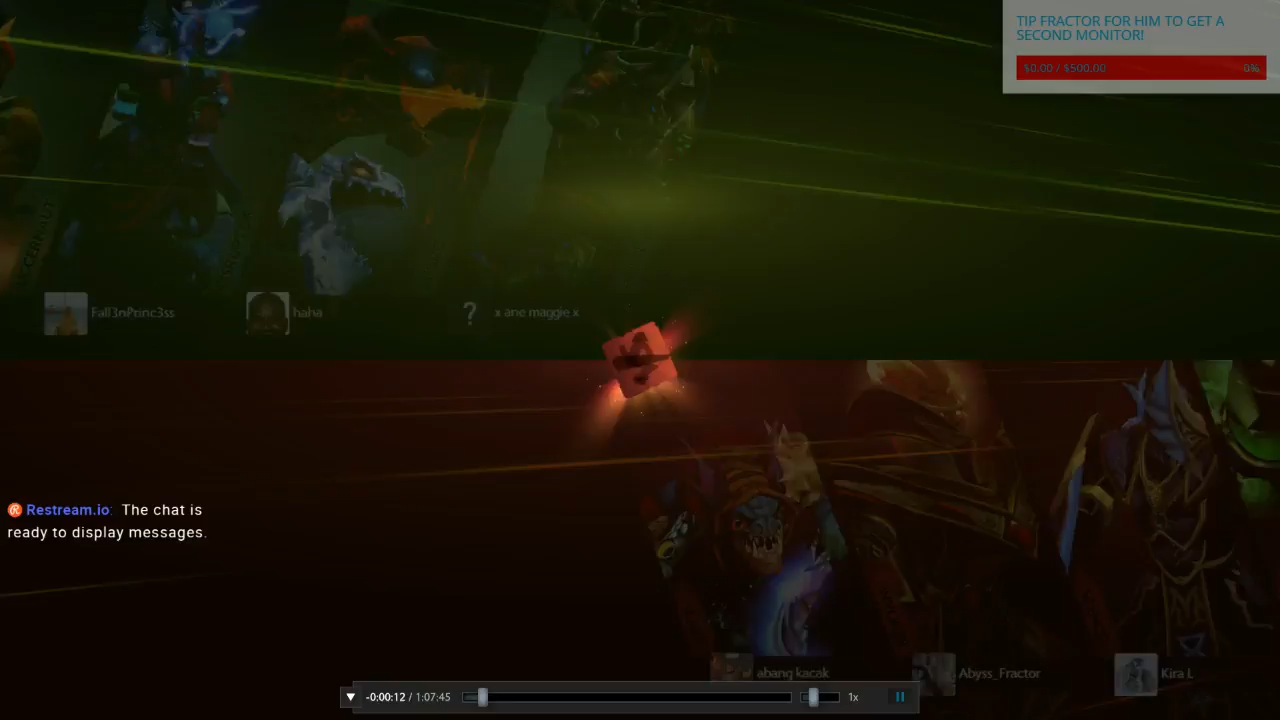 TIP FRACTOR FOR HIM TO GET A
SECOND MONITOR!
$0.00 / $500.00 0%
Fall3nPrinc3ss
haha
? x ane maggie x
Restream.io: The chat is
ready to display messages.
abang kacak
Abyss_Fractor
Kira L
-0:00:12 / 1:07:45
1x